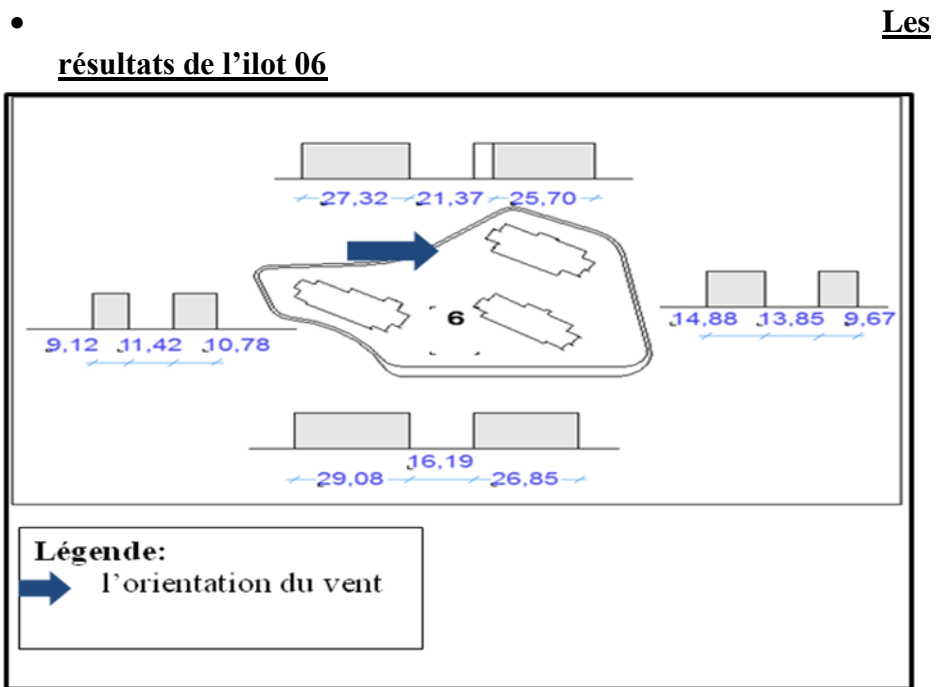 • Les
résultats de l’ilot 06
27,32 21,37 25,70
9,12 11,42 10,78
6
14,88 13,85 9,67
16,19
29,08 26,85
Légende:
l’orientation du vent